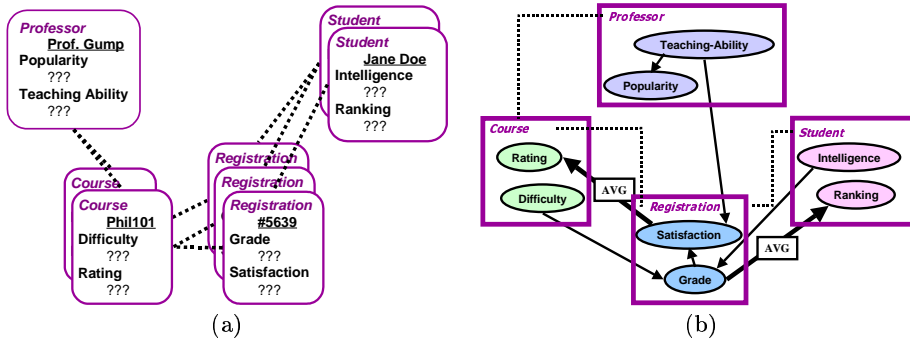 Professor
Prof. Gump
Popularity
???
Teaching Ability
???
Student
Student
Jane Doe
Intelligence
???
Ranking
???
Course
Course
Phil101
Difficulty
???
Rating
???
Registration
Registration
Registration
#5639
Grade
???
Satisfaction
???
(a)
Professor
Teaching-Ability
Popularity
Course
Rating
Difficulty
Student
Intelligence
Ranking
AVG
Registration
Satisfaction
AVG
Grade
(b)